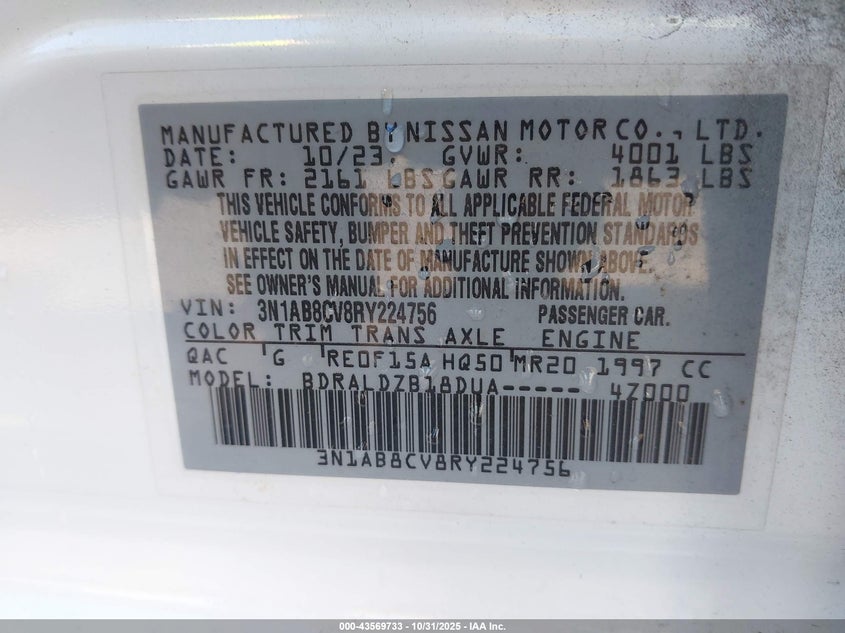 MANUFACTURED BY NISSAN MOTOR CO., LTD.
DATE: 10/23 GVWR: 4001 LBS
GAWR FR: 2161 LBS GAWR RR: 1863 LBS
THIS VEHICLE CONFORMS TO ALL APPLICABLE FEDERAL MOTOR
VEHICLE SAFETY, BUMPER AND THEFT PREVENTION STANDARDS
IN EFFECT ON THE DATE OF MANUFACTURE SHOWN ABOVE.
SEE OWNER'S MANUAL FOR ADDITIONAL INFORMATION.
VIN: 3N1AB8CV8RY224756 PASSENGER CAR.
COLOR TRIM TRANS AXLE ENGINE
QAC G RE0F15A HQ50 MR20 1997 CC
MODEL: BDRALDZB18DUA----- 4Z000
3N1AB8CV8RY224756
000-43569733 - 10/31/2025 - IAA Inc.